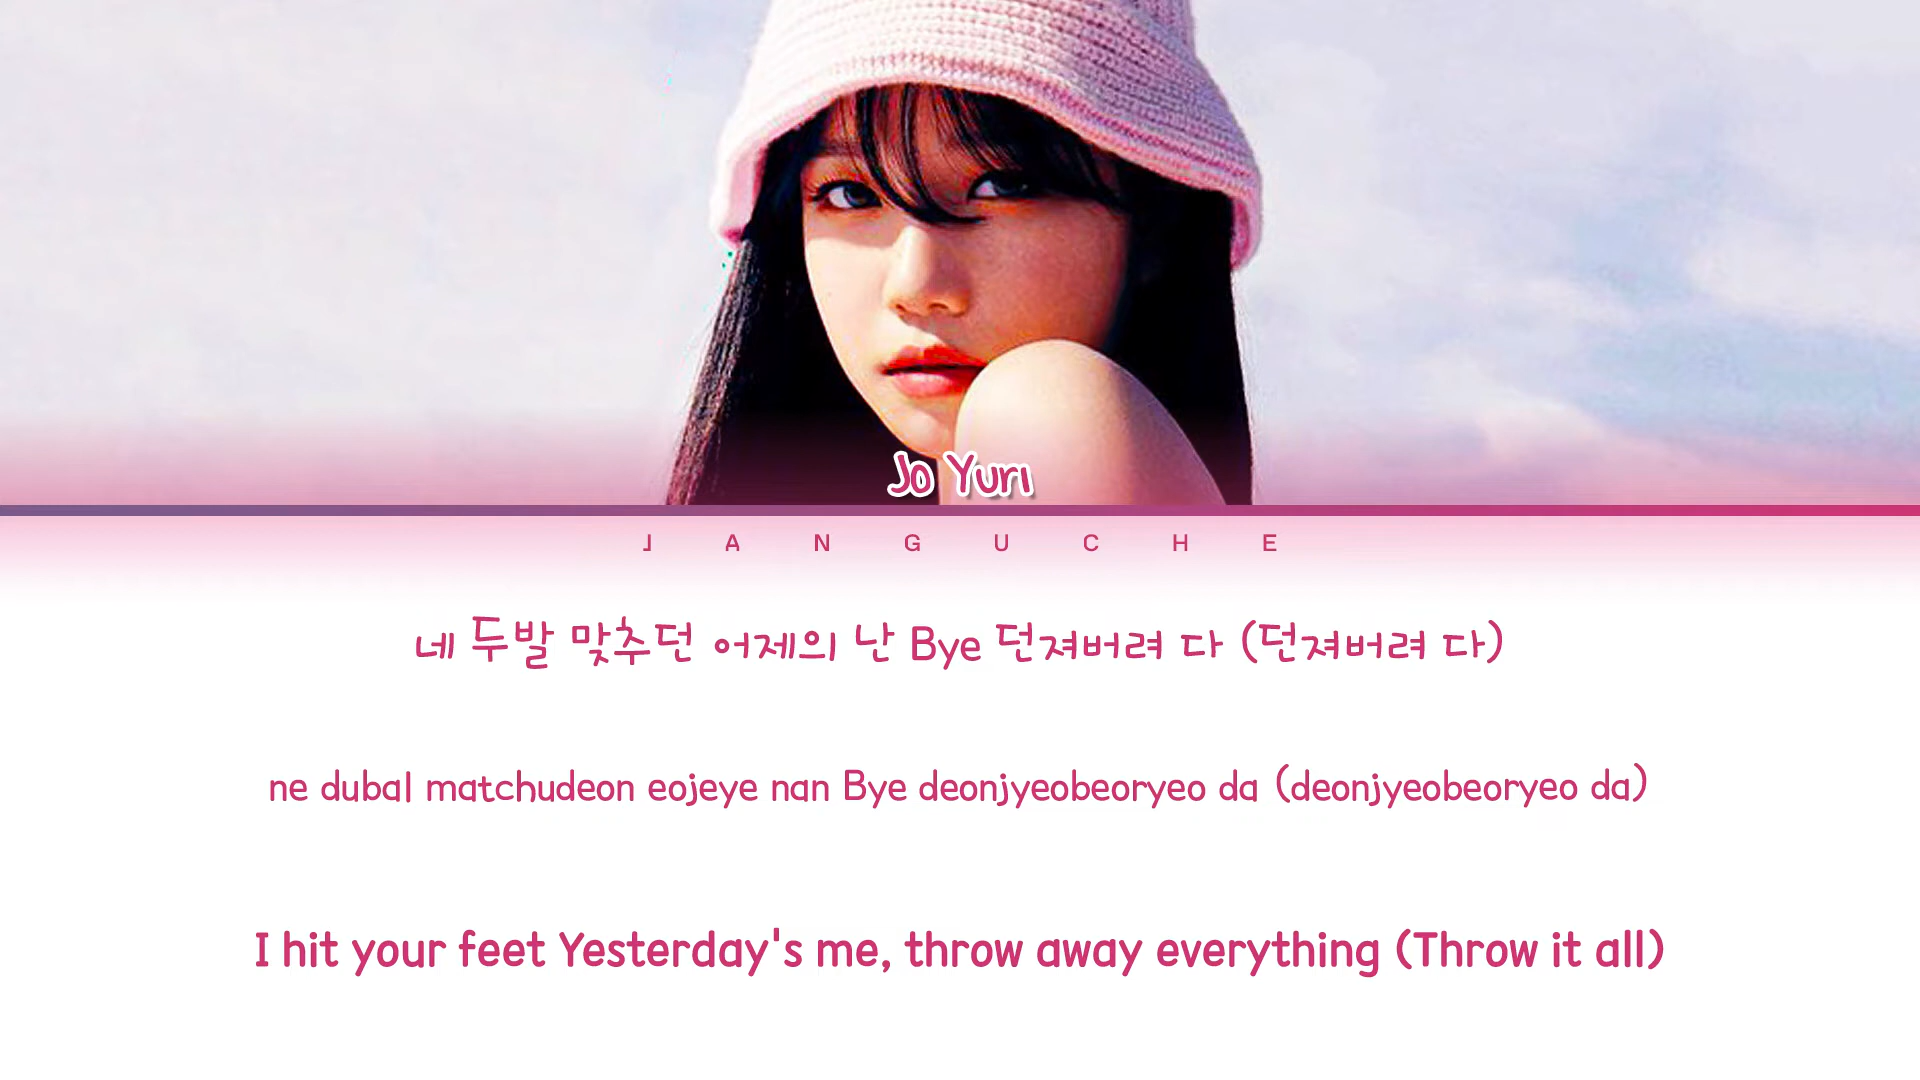 Jo Yuri
JANGUCHE
네 두발 맞추던 어제의 난 Bye 던져버려 다 (던져버려 다)
ne dubal matchudeon eojeye nan Bye deonjyeobeoryeo da (deonjyeobeoryeo da)
I hit your feet Yesterday's me, throw away everything (Throw it all)